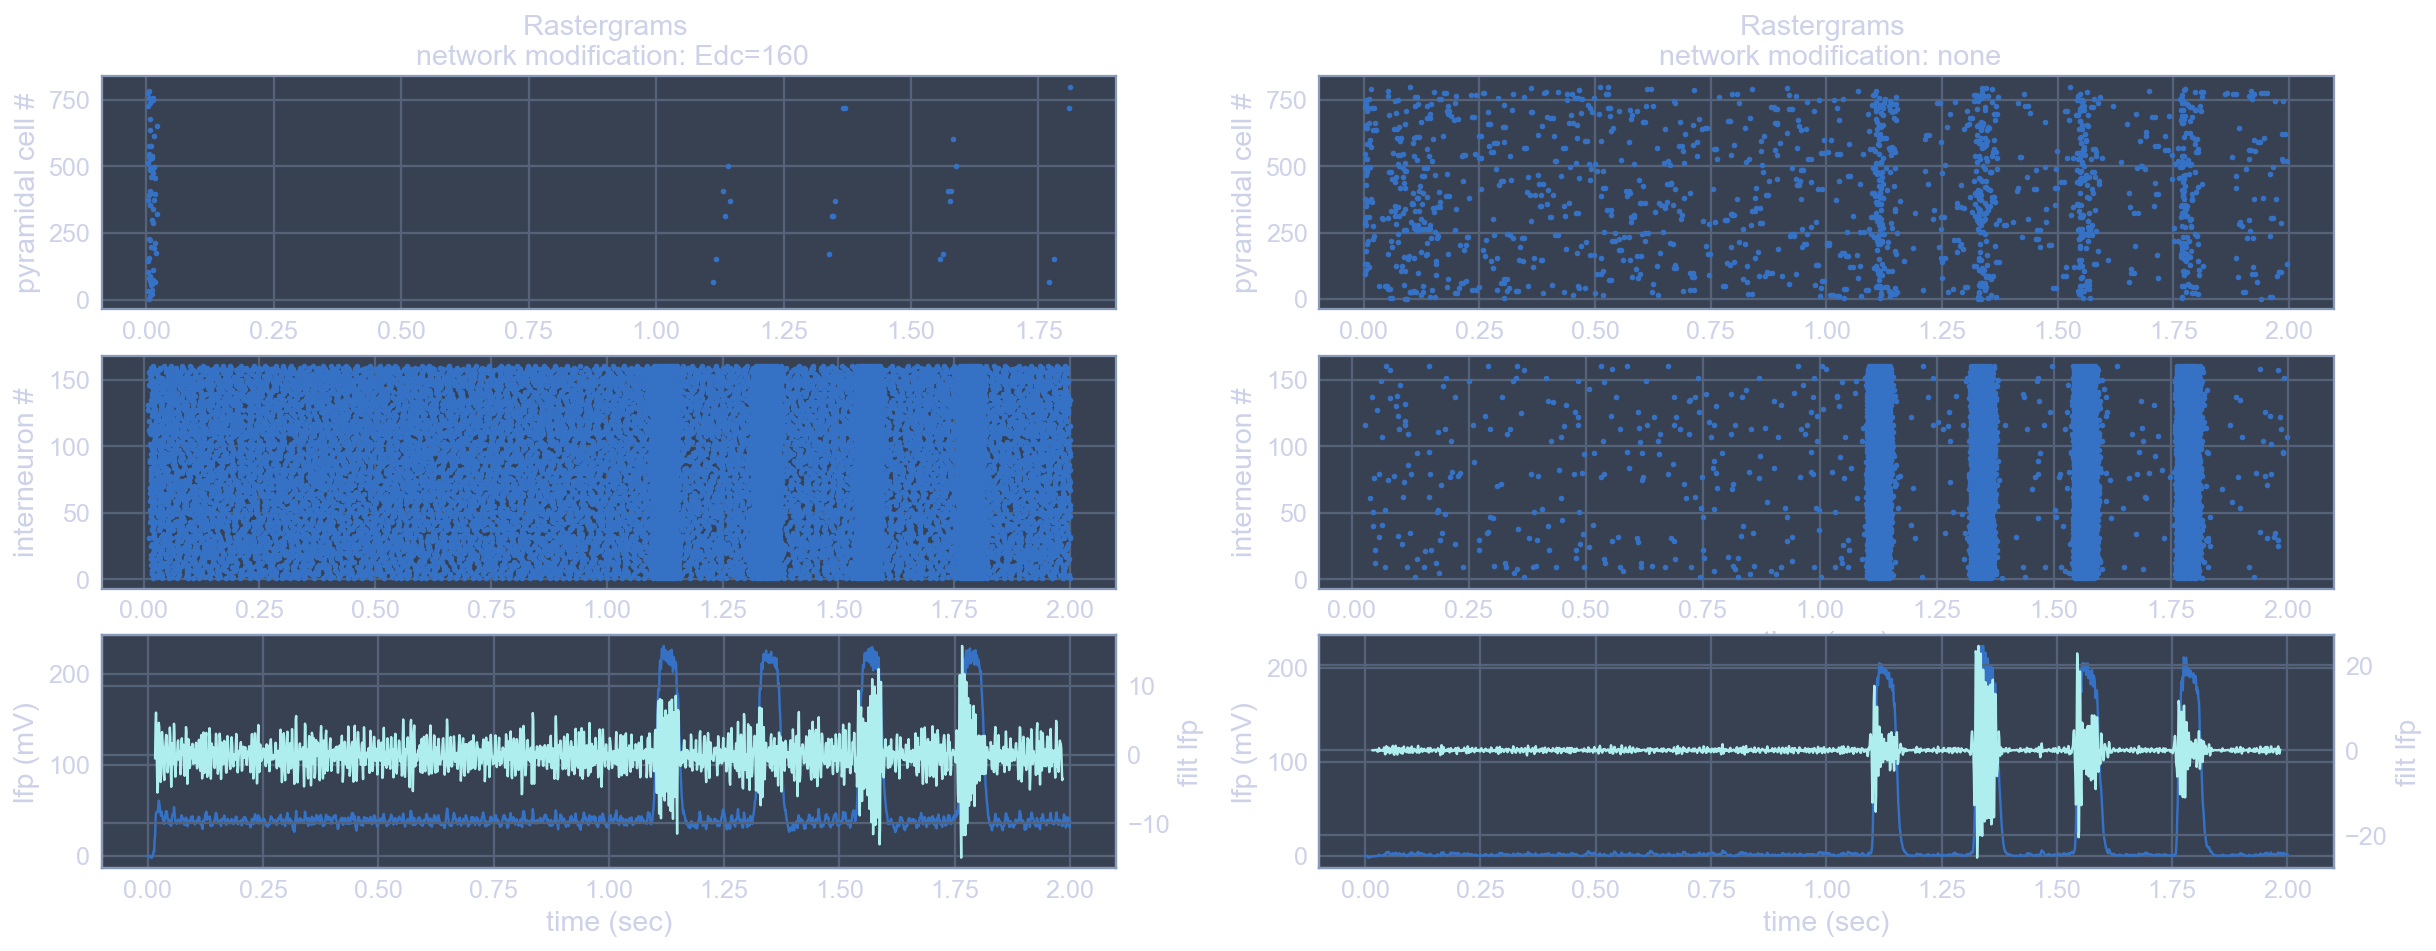 Rastergrams
network modification: Edc=160
pyramidal cell #
750
500
250
0
0.00 0.25 0.50 0.75 1.00 1.25 1.50 1.75
interneuron #
150
100
50
0
0.00 0.25 0.50 0.75 1.00 1.25 1.50 1.75 2.00
lfp (mV)
200
100
0
10
0
−10
filt lfp
0.00 0.25 0.50 0.75 1.00 1.25 1.50 1.75 2.00
time (sec)
Rastergrams
network modification: none
pyramidal cell #
750
500
250
0
0.00 0.25 0.50 0.75 1.00 1.25 1.50 1.75 2.00
interneuron #
150
100
50
0
0.00 0.25 0.50 0.75 1.00 1.25 1.50 1.75 2.00
lfp (mV)
200
100
0
20
0
−20
filt lfp
0.00 0.25 0.50 0.75 1.00 1.25 1.50 1.75 2.00
time (sec)